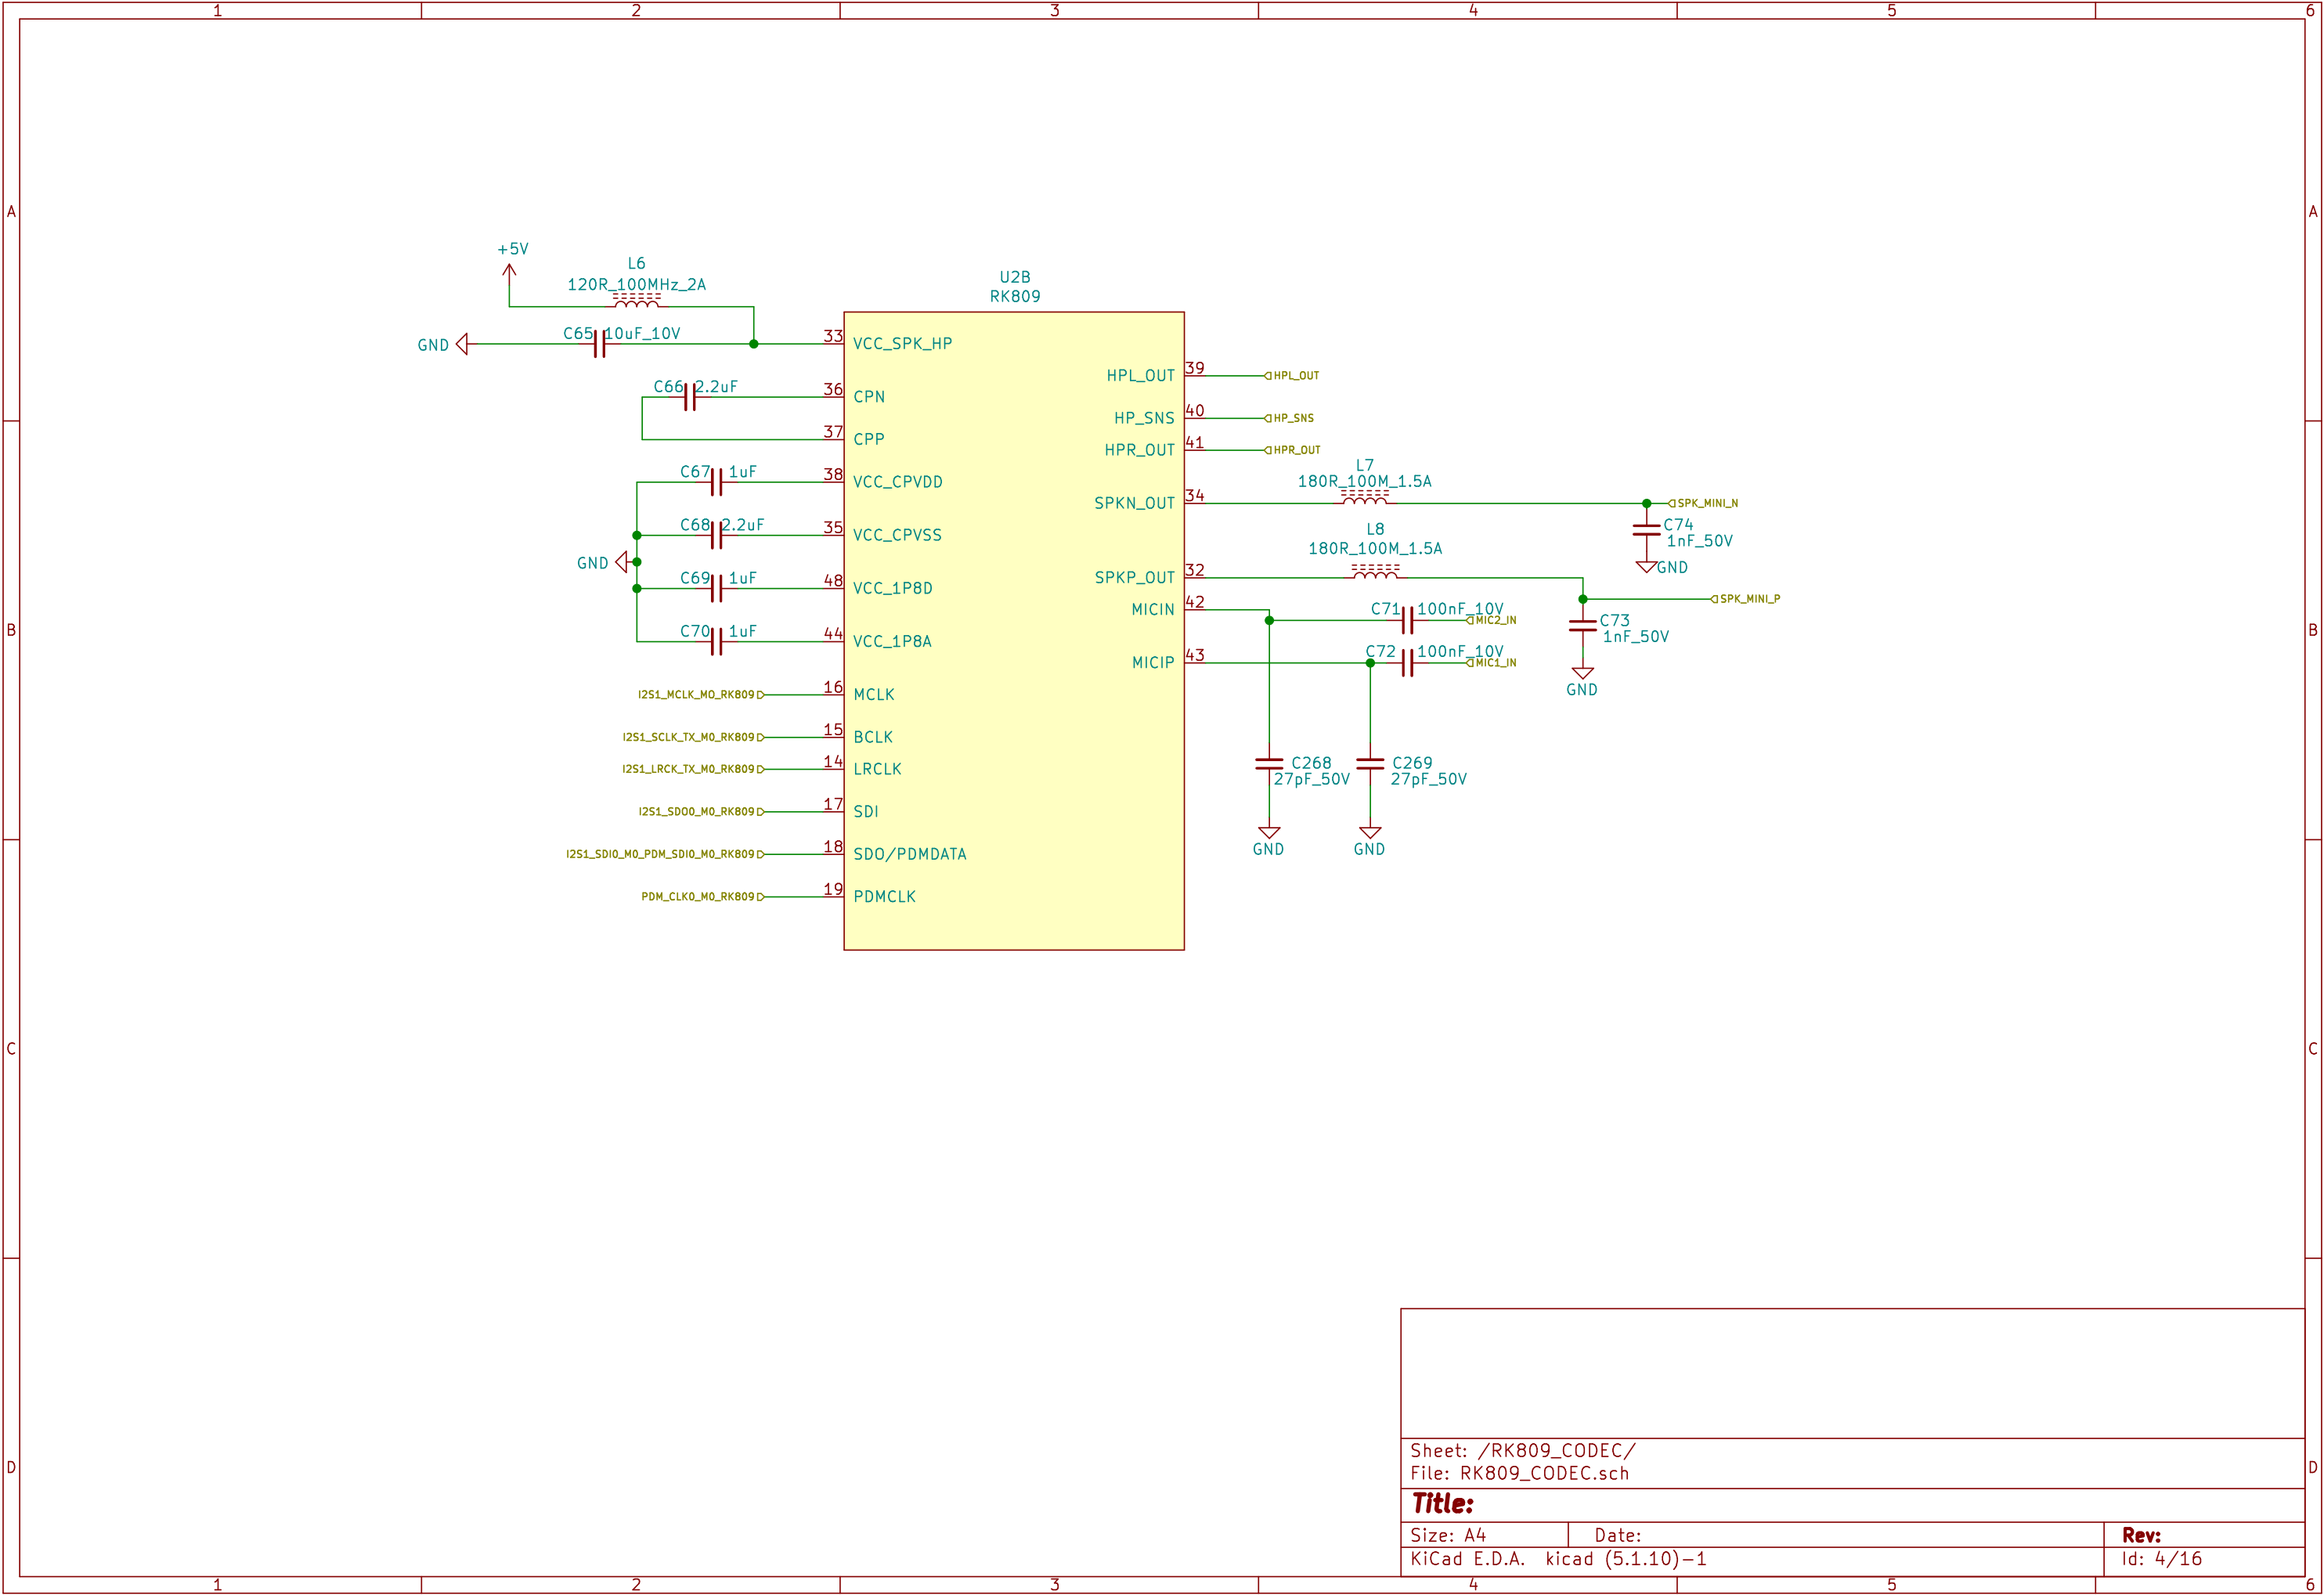 1 2 3 4 5 6
A A
+5V
L6
120R_100MHz_2A
U2B
RK809
GND C65 10uF_10V 33 VCC_SPK_HP
HPL_OUT 39 HPL_OUT
C66 2.2uF 36 CPN
HP_SNS 40 HP_SNS
37 CPP
HPR_OUT 41 HPR_OUT
L7
180R_100M_1.5A
C67 1uF 38 VCC_CPVDD
SPKN_OUT 34 SPK_MINI_N
C74
1nF_50V
GND
C68 2.2uF 35 VCC_CPVSS
L8
180R_100M_1.5A
GND
C69 1uF 48 VCC_1P8D
SPKP_OUT 32 SPK_MINI_P
MICIN 42 C71 100nF_10V MIC2_IN
C73
1nF_50V
GND
B B
C70 1uF 44 VCC_1P8A
MICIP 43 C72 100nF_10V MIC1_IN
I2S1_MCLK_M0_RK809 16 MCLK
I2S1_SCLK_TX_M0_RK809 15 BCLK
I2S1_LRCK_TX_M0_RK809 14 LRCLK
C268
27pF_50V
GND
C269
27pF_50V
GND
I2S1_SDO0_M0_RK809 17 SDI
I2S1_SDI0_M0_PDM_SDI0_M0_RK809 18 SDO/PDMDATA
PDM_CLK0_M0_RK809 19 PDMCLK
C C
D D
Sheet: /RK809_CODEC/
File: RK809_CODEC.sch
Title:
Size: A4 Date: Rev:
KiCad E.D.A. kicad (5.1.10)-1 Id: 4/16
1 2 3 4 5 6